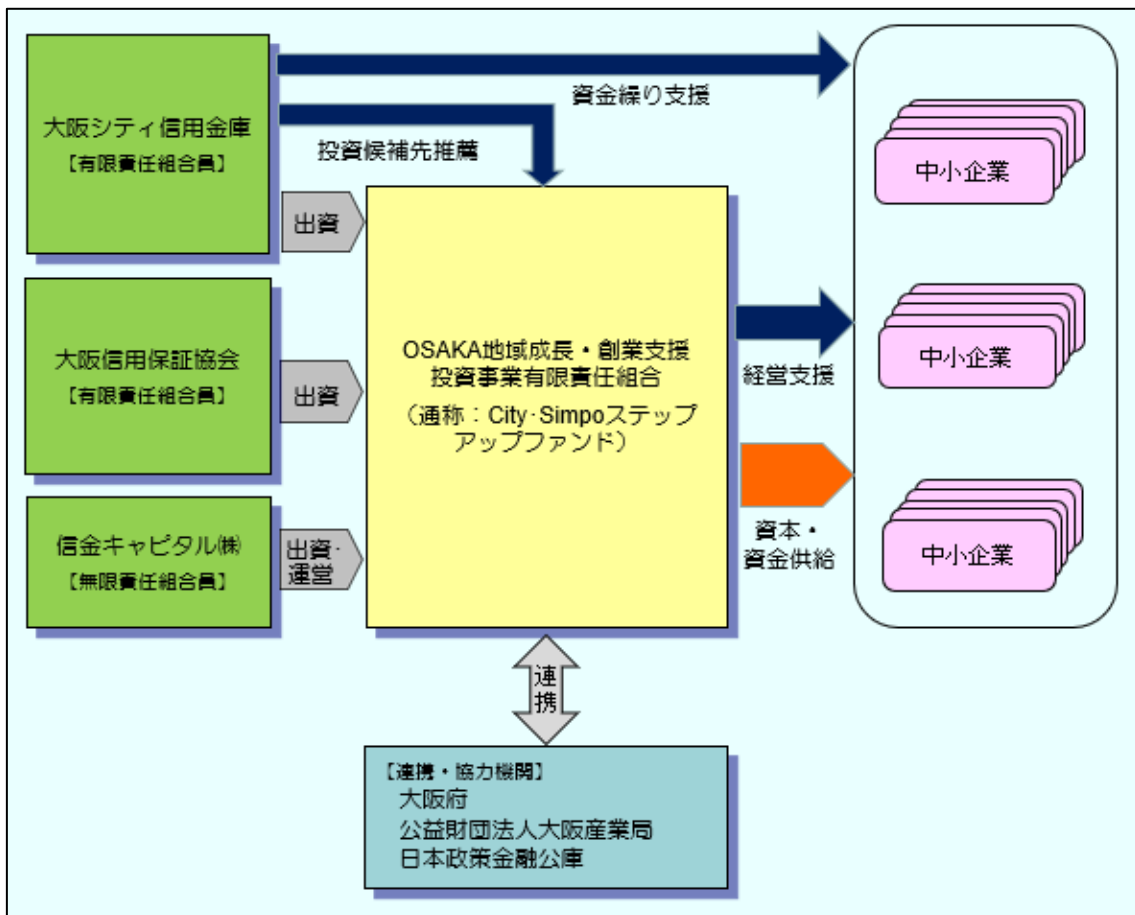 大阪シティ信用金庫
【有限責任組合員】
資金繰り支援
投資候補先推薦
出資
大阪信用保証協会
【有限責任組合員】
出資
信金キャピタル㈱
【無限責任組合員】
出資・
運営
OSAKA地域成長・創業支援
投資事業有限責任組合
（通称：City・Simpoステップ
アップファンド）
経営支援
資本・
資金供給
中小企業
中小企業
中小企業
連
携
【連携・協力機関】
大阪府
公益財団法人大阪産業局
日本政策金融公庫